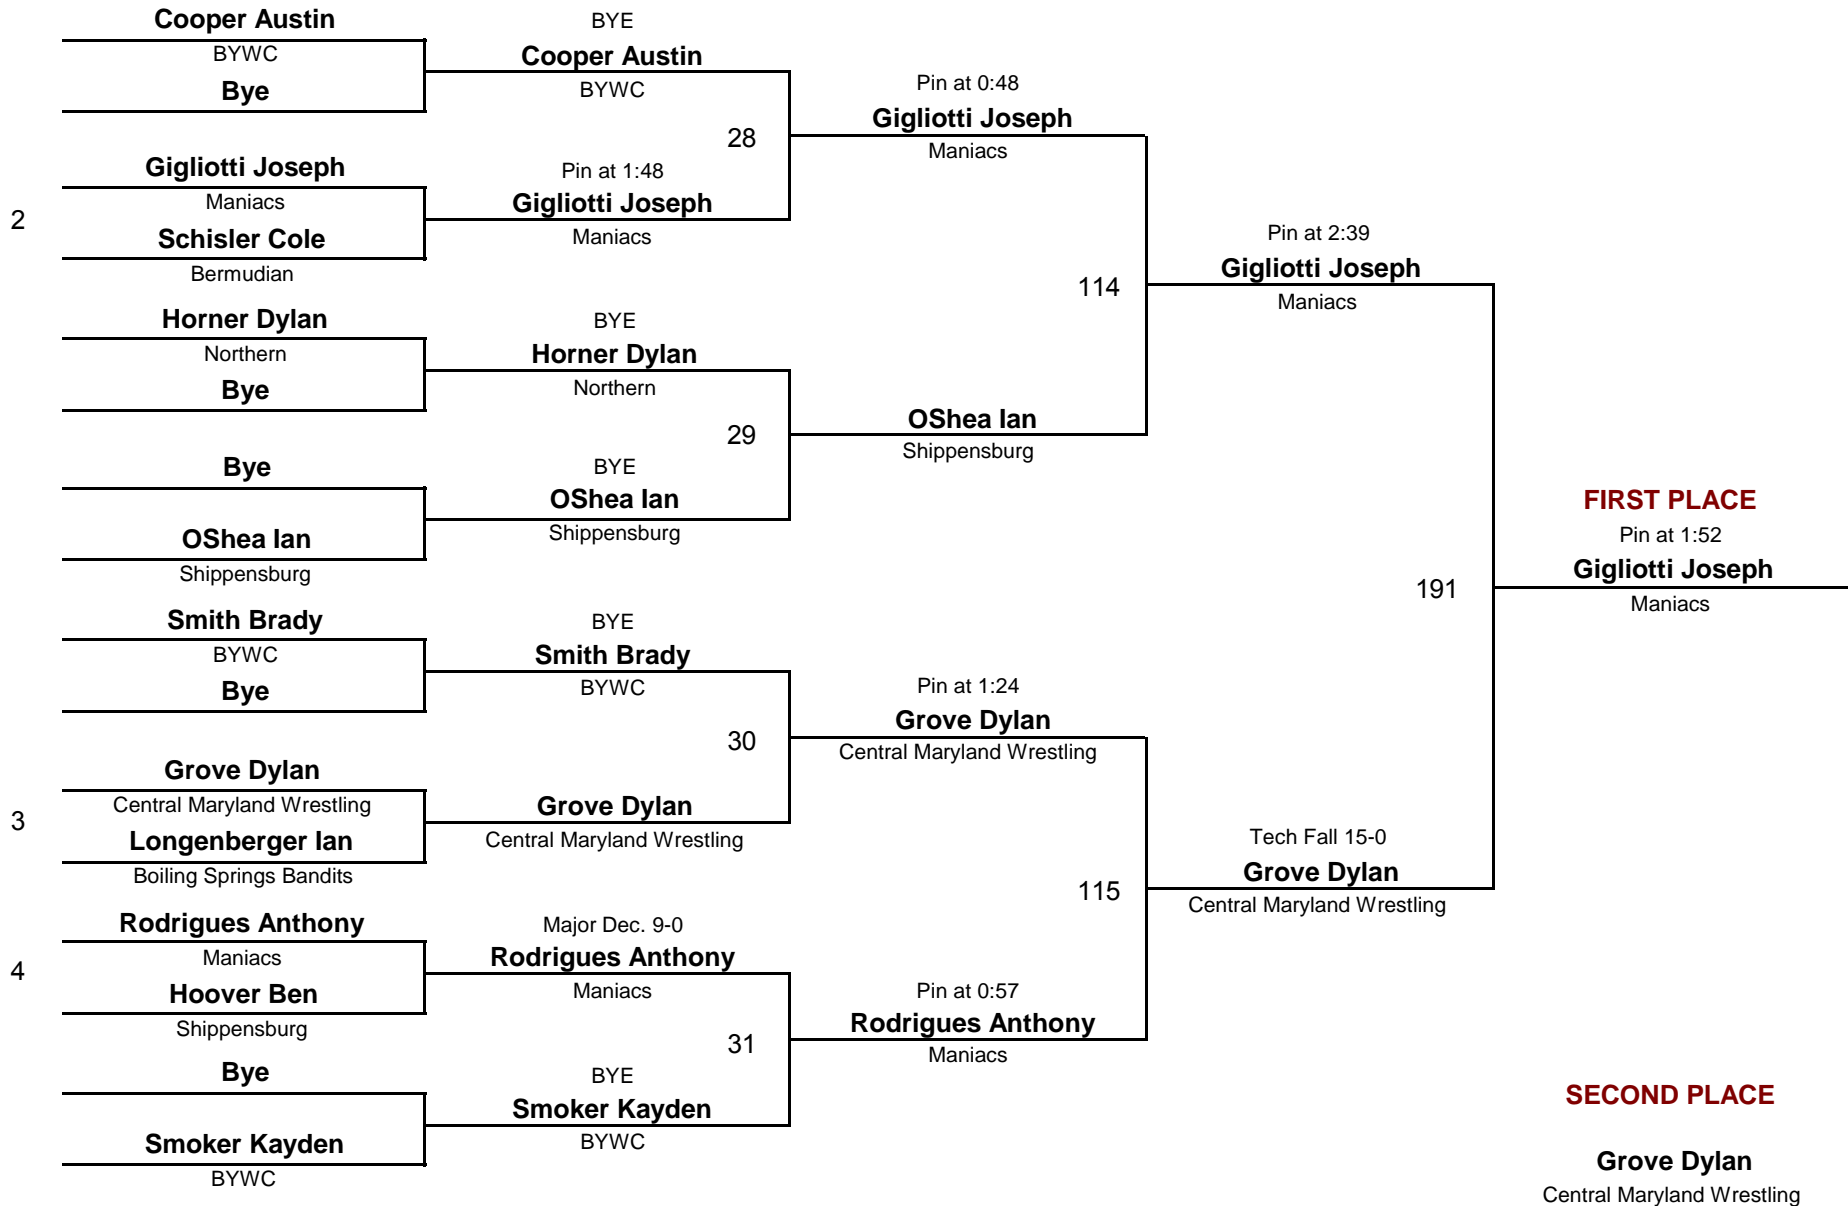 Cooper Austin
BYWC
Bye
2
Gigliotti Joseph
Maniacs
Schisler Cole
Bermudian
Horner Dylan
Northern
Bye
Bye
OShea Ian
Shippensburg
Smith Brady
BYWC
Bye
3
Grove Dylan
Central Maryland Wrestling
Longenberger Ian
Boiling Springs Bandits
4
Rodrigues Anthony
Maniacs
Hoover Ben
Shippensburg
Bye
Smoker Kayden
BYWC
BYE
Cooper Austin
BYWC
28
Pin at 1:48
Gigliotti Joseph
Maniacs
BYE
Horner Dylan
Northern
29
BYE
OShea Ian
Shippensburg
BYE
Smith Brady
BYWC
30
Grove Dylan
Central Maryland Wrestling
Major Dec. 9-0
Rodrigues Anthony
Maniacs
31
BYE
Smoker Kayden
BYWC
Pin at 0:48
Gigliotti Joseph
Maniacs
114
OShea Ian
Shippensburg
Pin at 1:24
Grove Dylan
Central Maryland Wrestling
115
Pin at 0:57
Rodrigues Anthony
Maniacs
Pin at 2:39
Gigliotti Joseph
Maniacs
191
Tech Fall 15-0
Grove Dylan
Central Maryland Wrestling
FIRST PLACE
Pin at 1:52
Gigliotti Joseph
Maniacs
SECOND PLACE
Grove Dylan
Central Maryland Wrestling